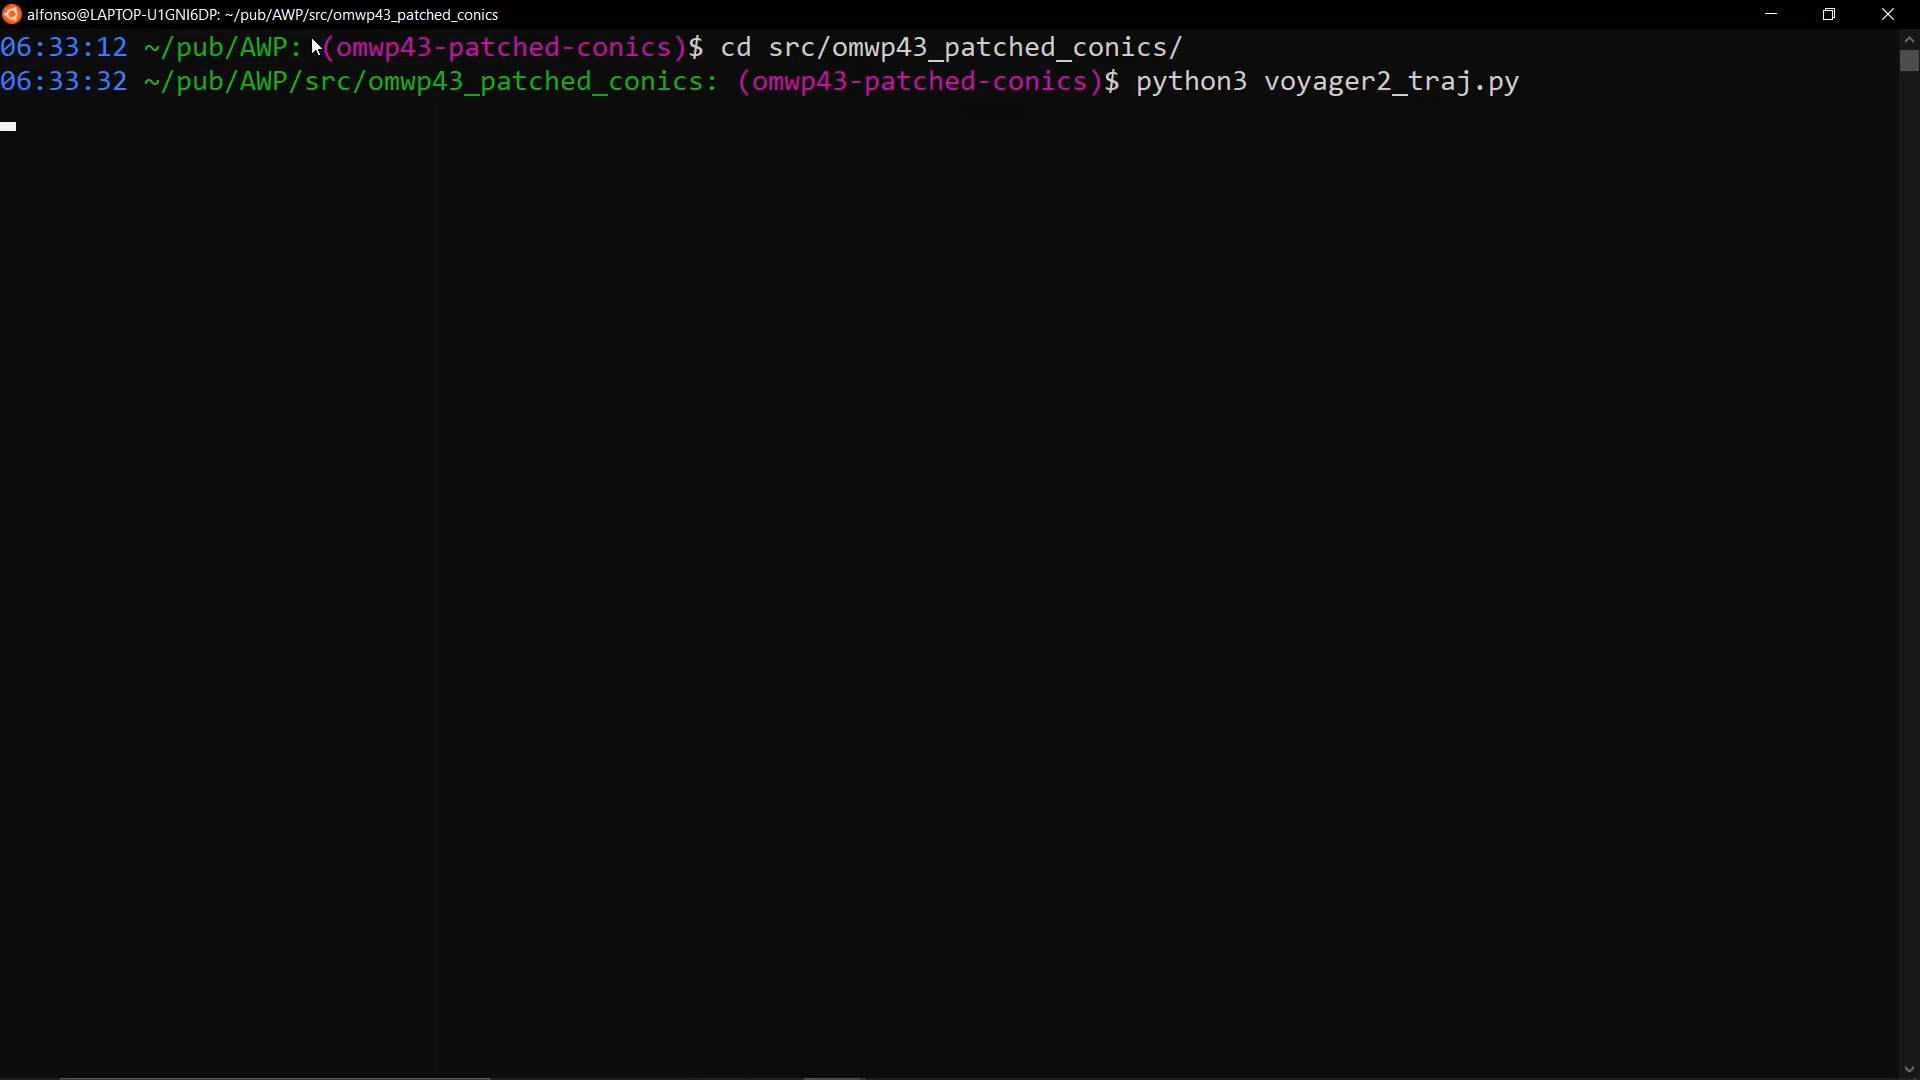 alfonso@LAPTOP-U1GNI6DP: ~/pub/AWP/src/omwp43_patched_conics
06:33:12 ~/pub/AWP: (omwp43-patched-conics)$ cd src/omwp43_patched_conics/
06:33:32 ~/pub/AWP/src/omwp43_patched_conics: (omwp43-patched-conics)$ python3 voyager2_traj.py